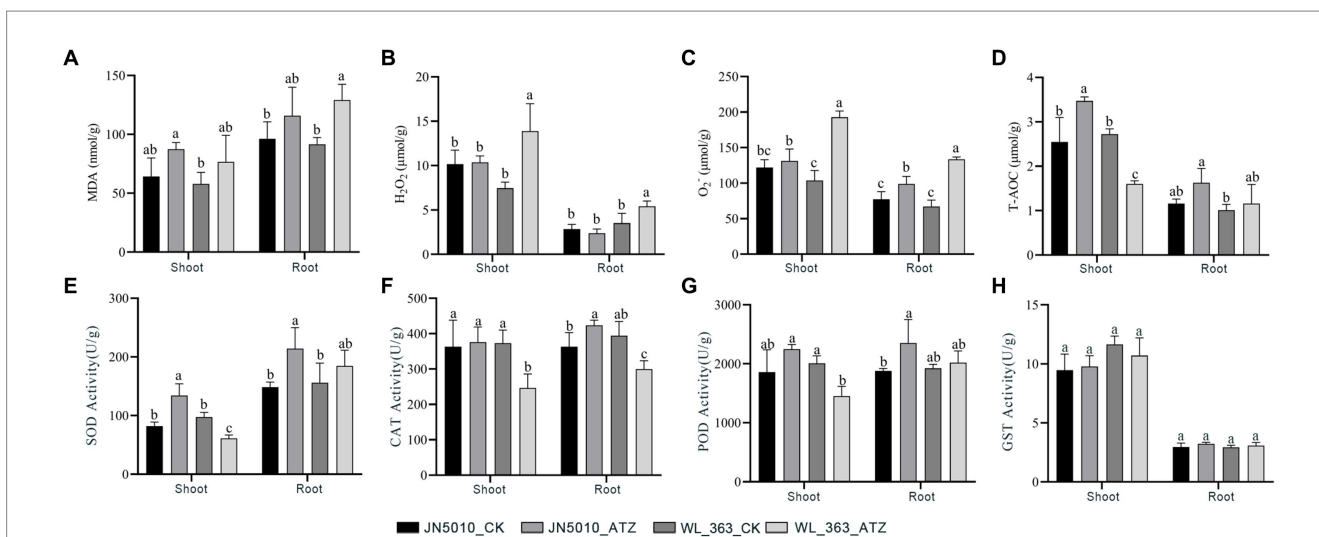 A
MDA (nmol/g)
150
100
50
0
ab
a
b
ab
b
ab
b
a
Shoot
Root
B
H₂O₂ (μmol/g)
20
15
10
5
0
b
b
b
a
b
b
b
a
Shoot
Root
C
O₂⁻ (μmol/g)
250
200
150
100
50
0
bc
b
c
a
c
b
c
a
Shoot
Root
D
T-AOC (μmol/g)
4
3
2
1
0
b
a
b
c
ab
a
b
ab
Shoot
Root
E
SOD Activity(U/g)
300
200
100
0
b
a
b
c
b
a
b
ab
Shoot
Root
F
CAT Activity(U/g)
500
400
300
200
100
0
a
a
a
b
b
a
ab
c
Shoot
Root
G
POD Activity(U/g)
3000
2000
1000
0
ab
a
a
b
b
a
ab
ab
Shoot
Root
H
GST Activity(U/g)
15
10
5
0
a
a
a
a
a
a
a
a
Shoot
Root
JN5010_CK JN5010_ATZ WL_363_CK WL_363_ATZ